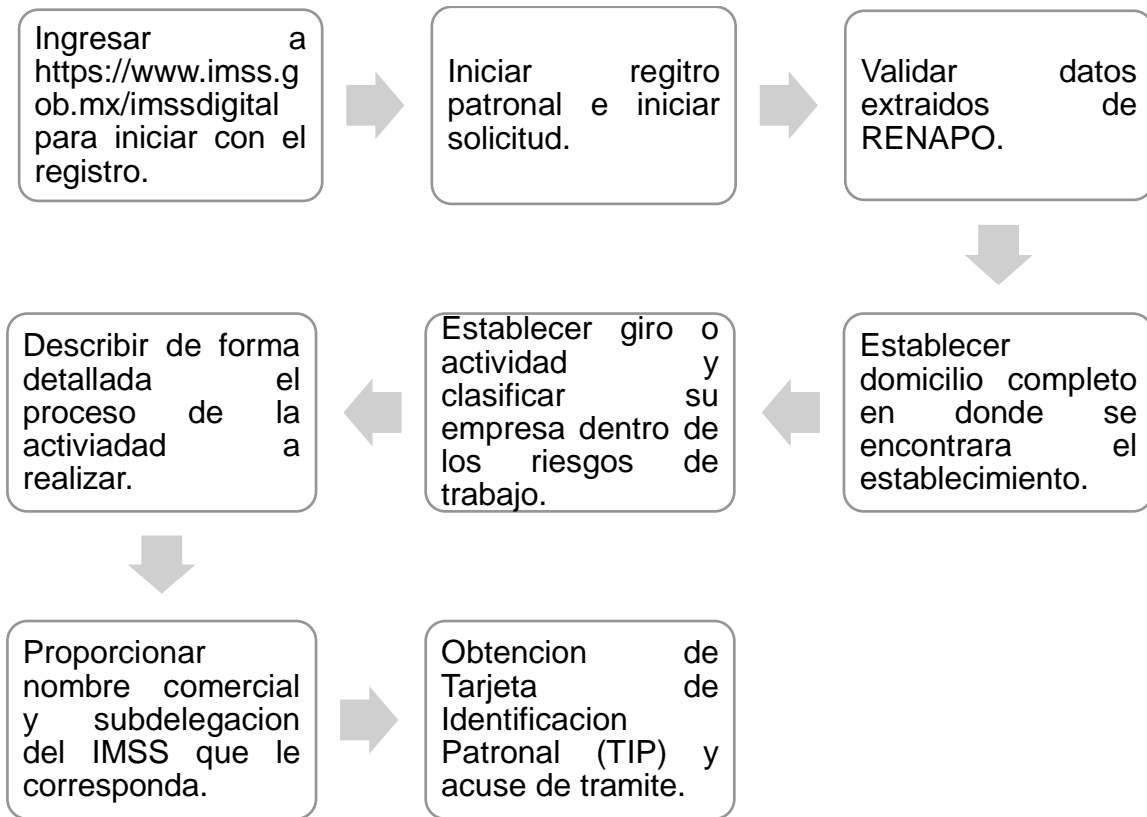 Ingresar a
https://www.imss.g
ob.mx/imssdigital
para iniciar con el
registro.
Iniciar regitro
patronal e iniciar
solicitud.
Validar datos
extraidos de
RENAPO.
Establecer
domicilio completo
en donde se
encontrara el
establecimiento.
Establecer giro o
actividad y
clasificar su
empresa dentro de
los riesgos de
trabajo.
Describir de forma
detallada el
proceso de la
activiadad a
realizar.
Proporcionar
nombre comercial
y subdelegacion
del IMSS que le
corresponda.
Obtencion de
Tarjeta de
Identificacion
Patronal (TIP) y
acuse de tramite.